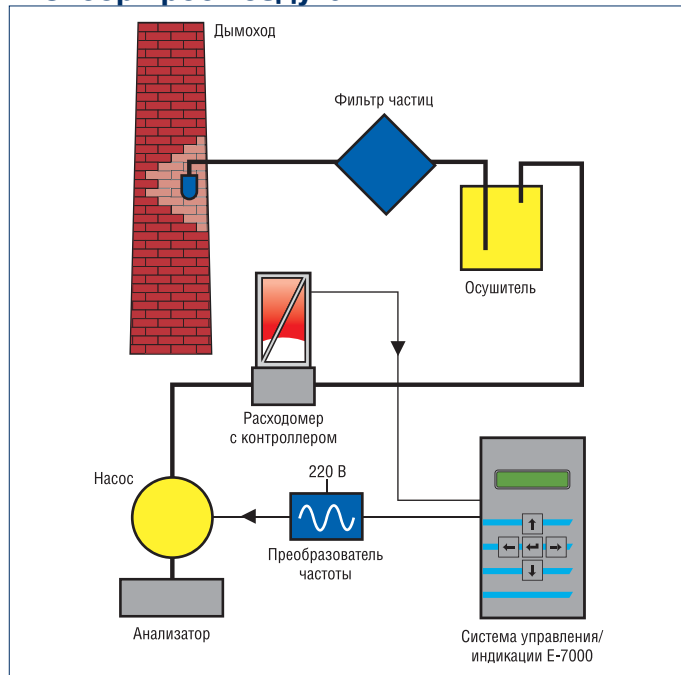 Дымоход
Фильтр частиц
Осушитель
Расходомер
с контроллером
Насос
220 В
Преобразователь
частоты
Анализатор
Система управления/
индикации Е-7000